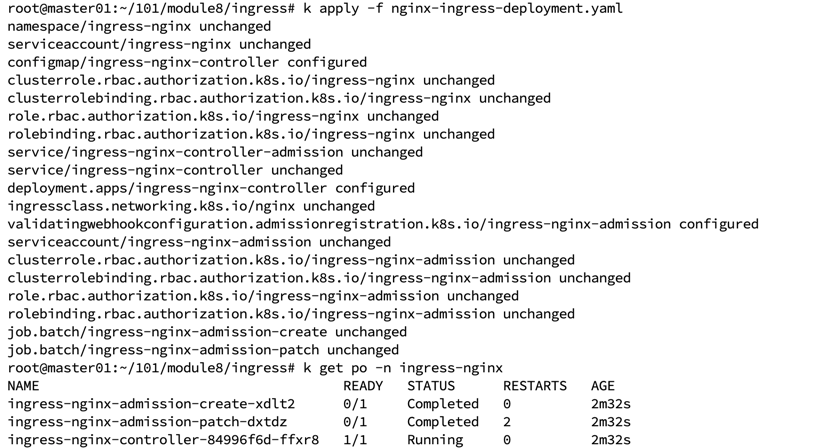 root@master01:~/101/module8/ingress# k apply -f nginx-ingress-deployment.yaml
namespace/ingress-nginx unchanged
serviceaccount/ingress-nginx unchanged
configmap/ingress-nginx-controller configured
clusterrole.rbac.authorization.k8s.io/ingress-nginx unchanged
clusterrolebinding.rbac.authorization.k8s.io/ingress-nginx unchanged
role.rbac.authorization.k8s.io/ingress-nginx unchanged
rolebinding.rbac.authorization.k8s.io/ingress-nginx unchanged
service/ingress-nginx-controller-admission unchanged
service/ingress-nginx-controller unchanged
deployment.apps/ingress-nginx-controller configured
ingressclass.networking.k8s.io/nginx unchanged
validatingwebhookconfiguration.admissionregistration.k8s.io/ingress-nginx-admission configured
serviceaccount/ingress-nginx-admission unchanged
clusterrole.rbac.authorization.k8s.io/ingress-nginx-admission unchanged
clusterrolebinding.rbac.authorization.k8s.io/ingress-nginx-admission unchanged
role.rbac.authorization.k8s.io/ingress-nginx-admission unchanged
rolebinding.rbac.authorization.k8s.io/ingress-nginx-admission unchanged
job.batch/ingress-nginx-admission-create unchanged
job.batch/ingress-nginx-admission-patch unchanged
root@master01:~/101/module8/ingress# k get po -n ingress-nginx
NAME READY STATUS RESTARTS AGE
ingress-nginx-admission-create-xdlt2 0/1 Completed 0 2m32s
ingress-nginx-admission-patch-dxtdz 0/1 Completed 2 2m32s
ingress-nginx-controller-84996f6d-ffxr8 1/1 Running 0 2m32s